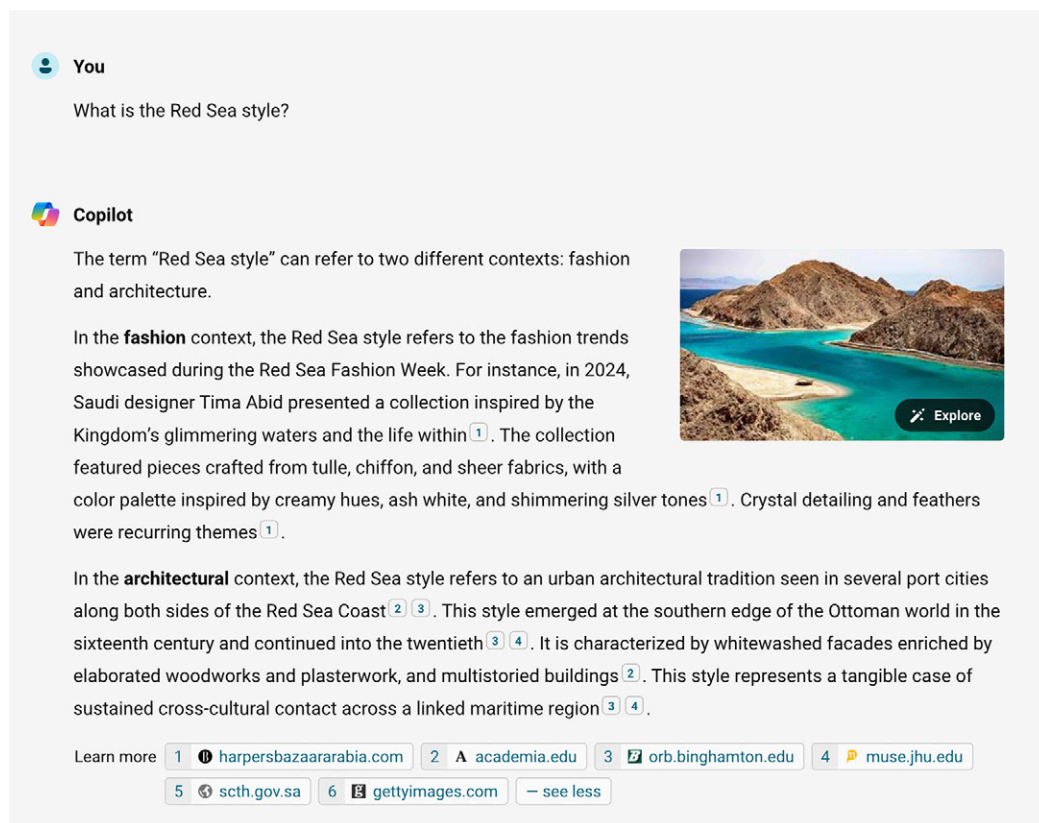 You
What is the Red Sea style?
Copilot
The term “Red Sea style” can refer to two different contexts: fashion
and architecture.
In the fashion context, the Red Sea style refers to the fashion trends
showcased during the Red Sea Fashion Week. For instance, in 2024,
Saudi designer Tima Abid presented a collection inspired by the
Kingdom’s glimmering waters and the life within 1 . The collection
featured pieces crafted from tulle, chiffon, and sheer fabrics, with a
color palette inspired by creamy hues, ash white, and shimmering silver tones 1 . Crystal detailing and feathers
were recurring themes 1 .
Explore
In the architectural context, the Red Sea style refers to an urban architectural tradition seen in several port cities
along both sides of the Red Sea Coast 2 3 . This style emerged at the southern edge of the Ottoman world in the
sixteenth century and continued into the twentieth 3 4 . It is characterized by whitewashed facades enriched by
elaborated woodworks and plasterwork, and multistoried buildings 2 . This style represents a tangible case of
sustained cross-cultural contact across a linked maritime region 3 4 .
Learn more 1 B harpersbazaararabia.com 2 A academia.edu 3 B orb.binghamton.edu 4 muse.jhu.edu
5 scth.gov.sa 6 g gettyimages.com — see less